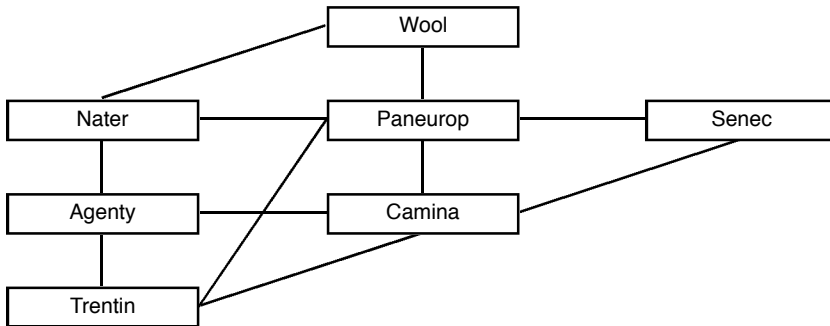 Wool
Nater
Paneurop
Senec
Agenty
Camina
Trentin